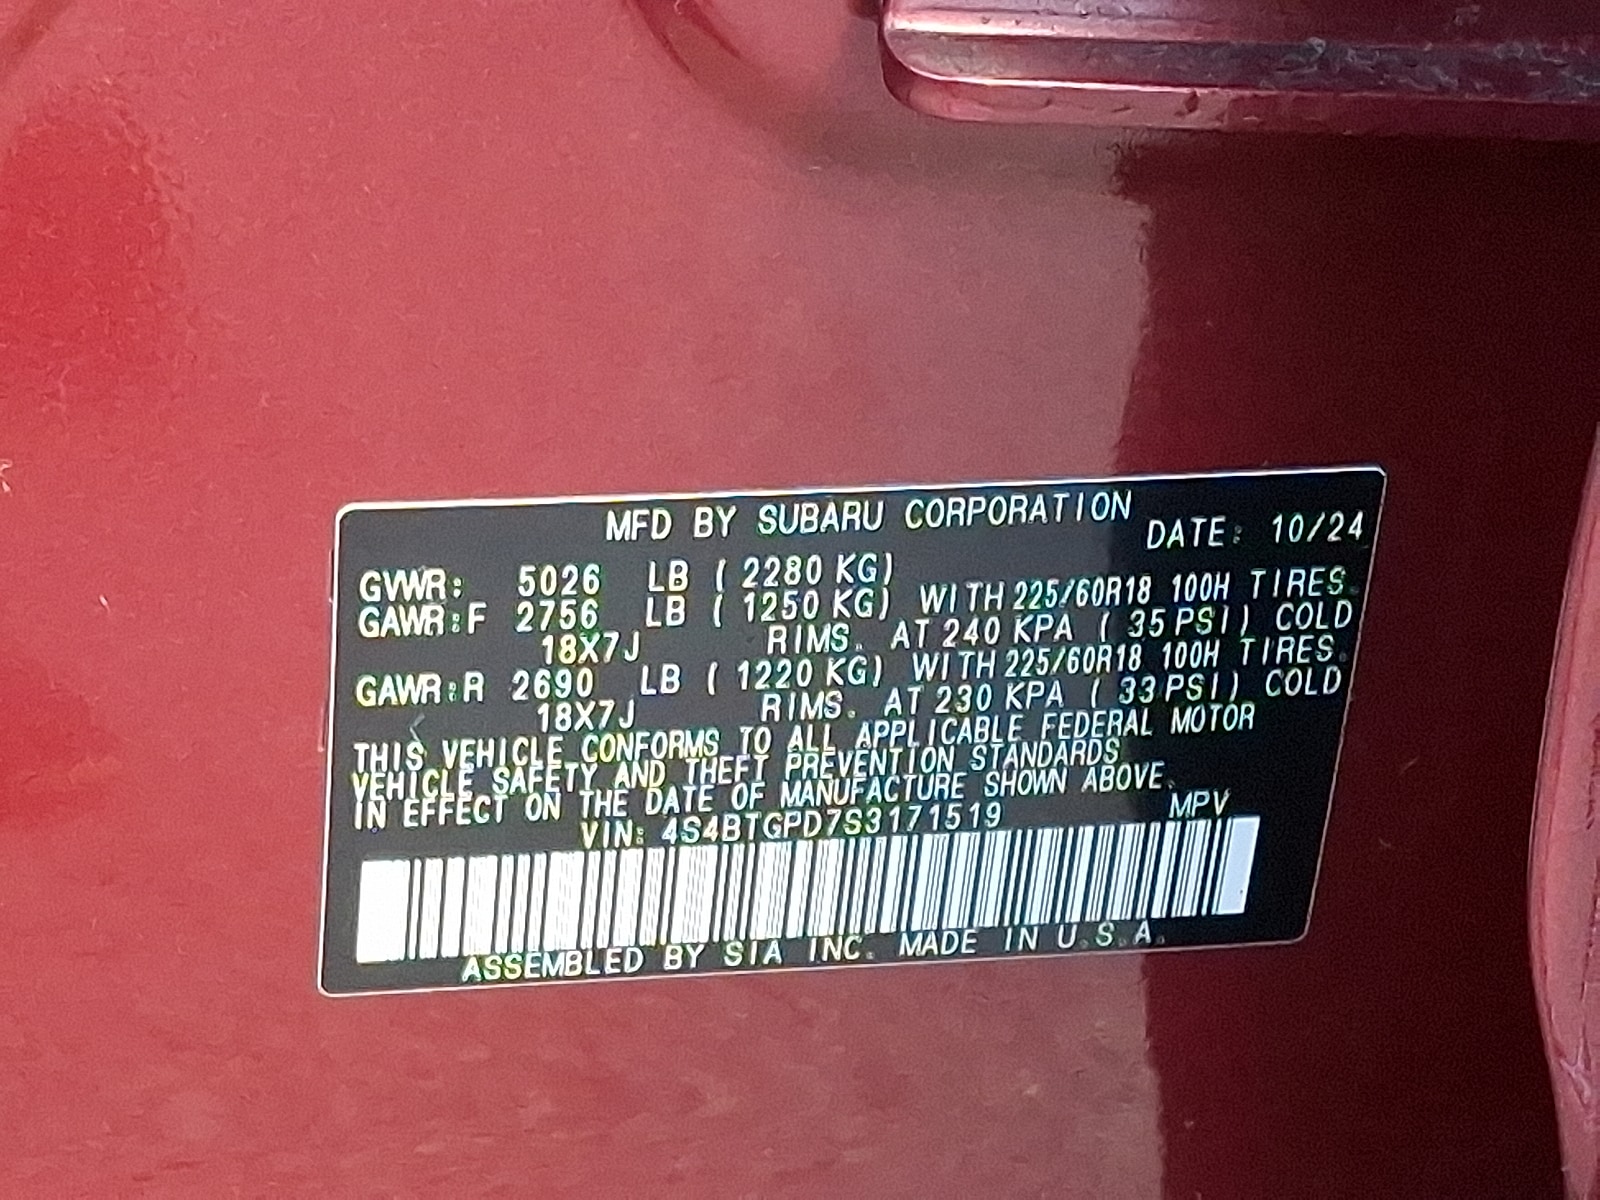 MFD BY SUBARU CORPORATION
DATE: 10/24
GVWR: 5026 LB ( 2280 KG)
GAWR:F 2756 LB ( 1250 KG) WITH 225/60R18 100H TIRES.
18X7J RIMS. AT 240 KPA ( 35 PSI) COLD
GAWR:R 2690 LB ( 1220 KG) WITH 225/60R18 100H TIRES.
18X7J RIMS. AT 230 KPA ( 33 PSI) COLD
THIS VEHICLE CONFORMS TO ALL APPLICABLE FEDERAL MOTOR
VEHICLE SAFETY AND THEFT PREVENTION STANDARDS
IN EFFECT ON THE DATE OF MANUFACTURE SHOWN ABOVE.
VIN: 4S4BTGPD7S3171519 MPV
ASSEMBLED BY SIA INC. MADE IN U.S.A.